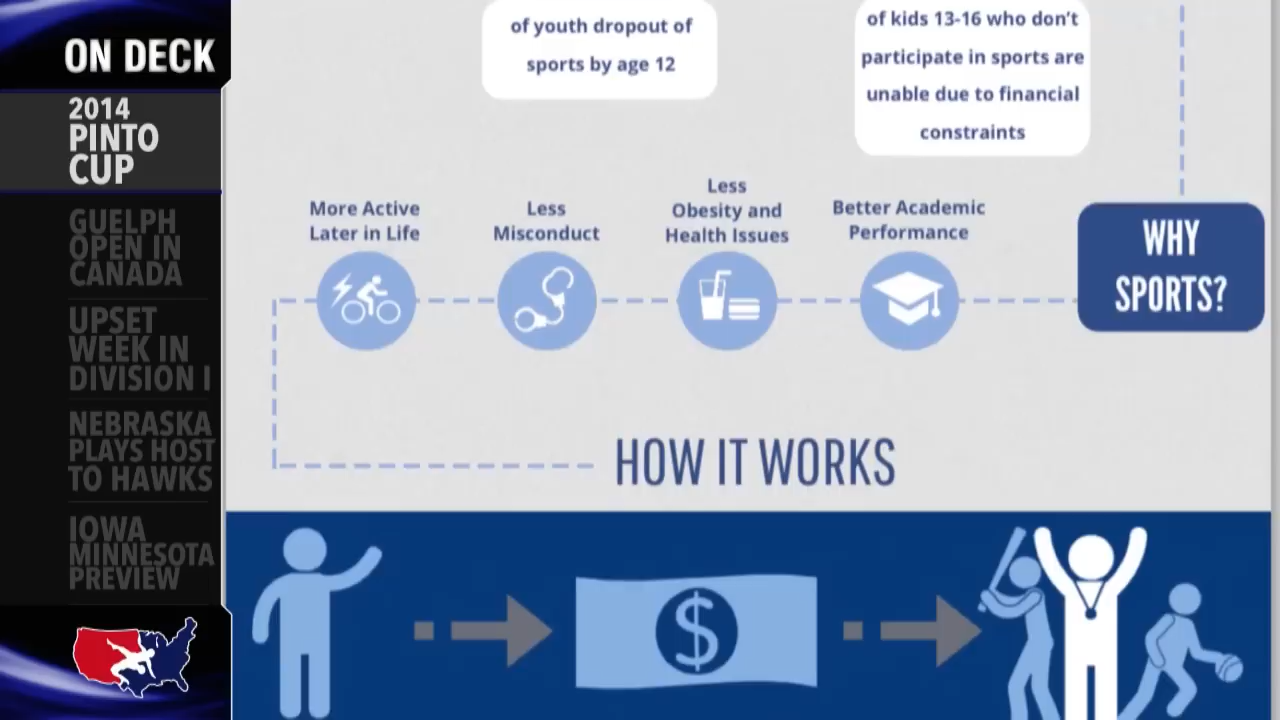 ON DECK
2014
PINTO
CUP
GUELPH
OPEN IN
CANADA
UPSET
WEEK IN
DIVISION I
NEBRASKA
PLAYS HOST
TO HAWKS
IOWA
MINNESOTA
PREVIEW
of youth dropout of
sports by age 12
of kids 13-16 who don't
participate in sports are
unable due to financial
constraints
More Active
Later in Life
Less
Misconduct
Less
Obesity and
Health Issues
Better Academic
Performance
WHY
SPORTS?
HOW IT WORKS
$